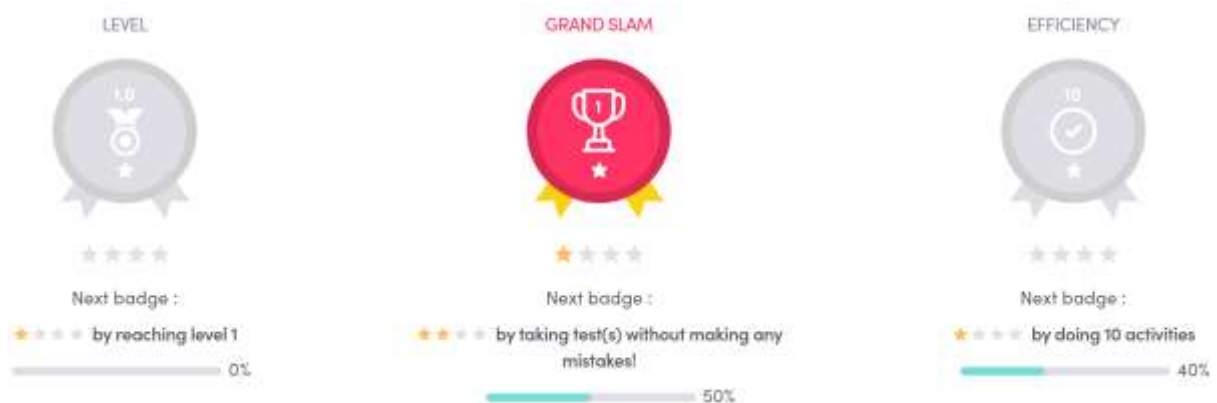 LEVEL
1.0
Next badge :
by reaching level 1
0%
GRAND SLAM
1
Next badge :
by taking test(s) without making any
mistakes!
50%
EFFICIENCY
10
Next badge :
by doing 10 activities
40%